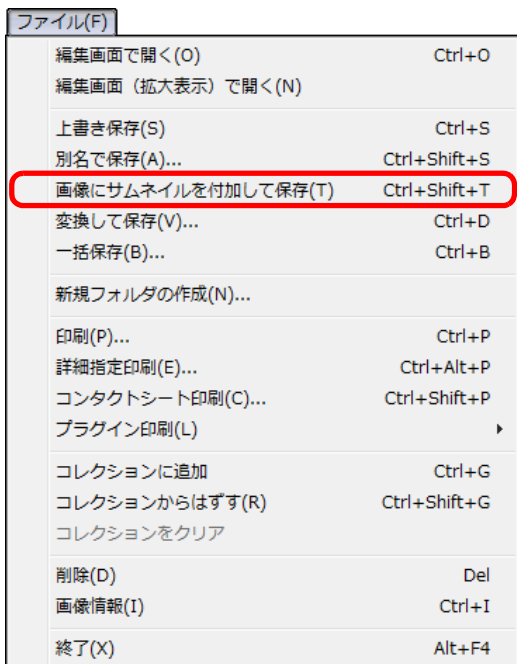 ファイル(F)
編集画面で開く(O) Ctrl+O
編集画面（拡大表示）で開く(N)
上書き保存(S) Ctrl+S
別名で保存(A)... Ctrl+Shift+S
画像にサムネイルを付加して保存(T) Ctrl+Shift+T
変換して保存(V)... Ctrl+D
一括保存(B)... Ctrl+B
新規フォルダの作成(N)...
印刷(P)... Ctrl+P
詳細指定印刷(E)... Ctrl+Alt+P
コンタクトシート印刷(C)... Ctrl+Shift+P
プラグイン印刷(L)
コレクションに追加 Ctrl+G
コレクションからはずす(R) Ctrl+Shift+G
コレクションをクリア
削除(D) Del
画像情報(I) Ctrl+I
終了(X) Alt+F4